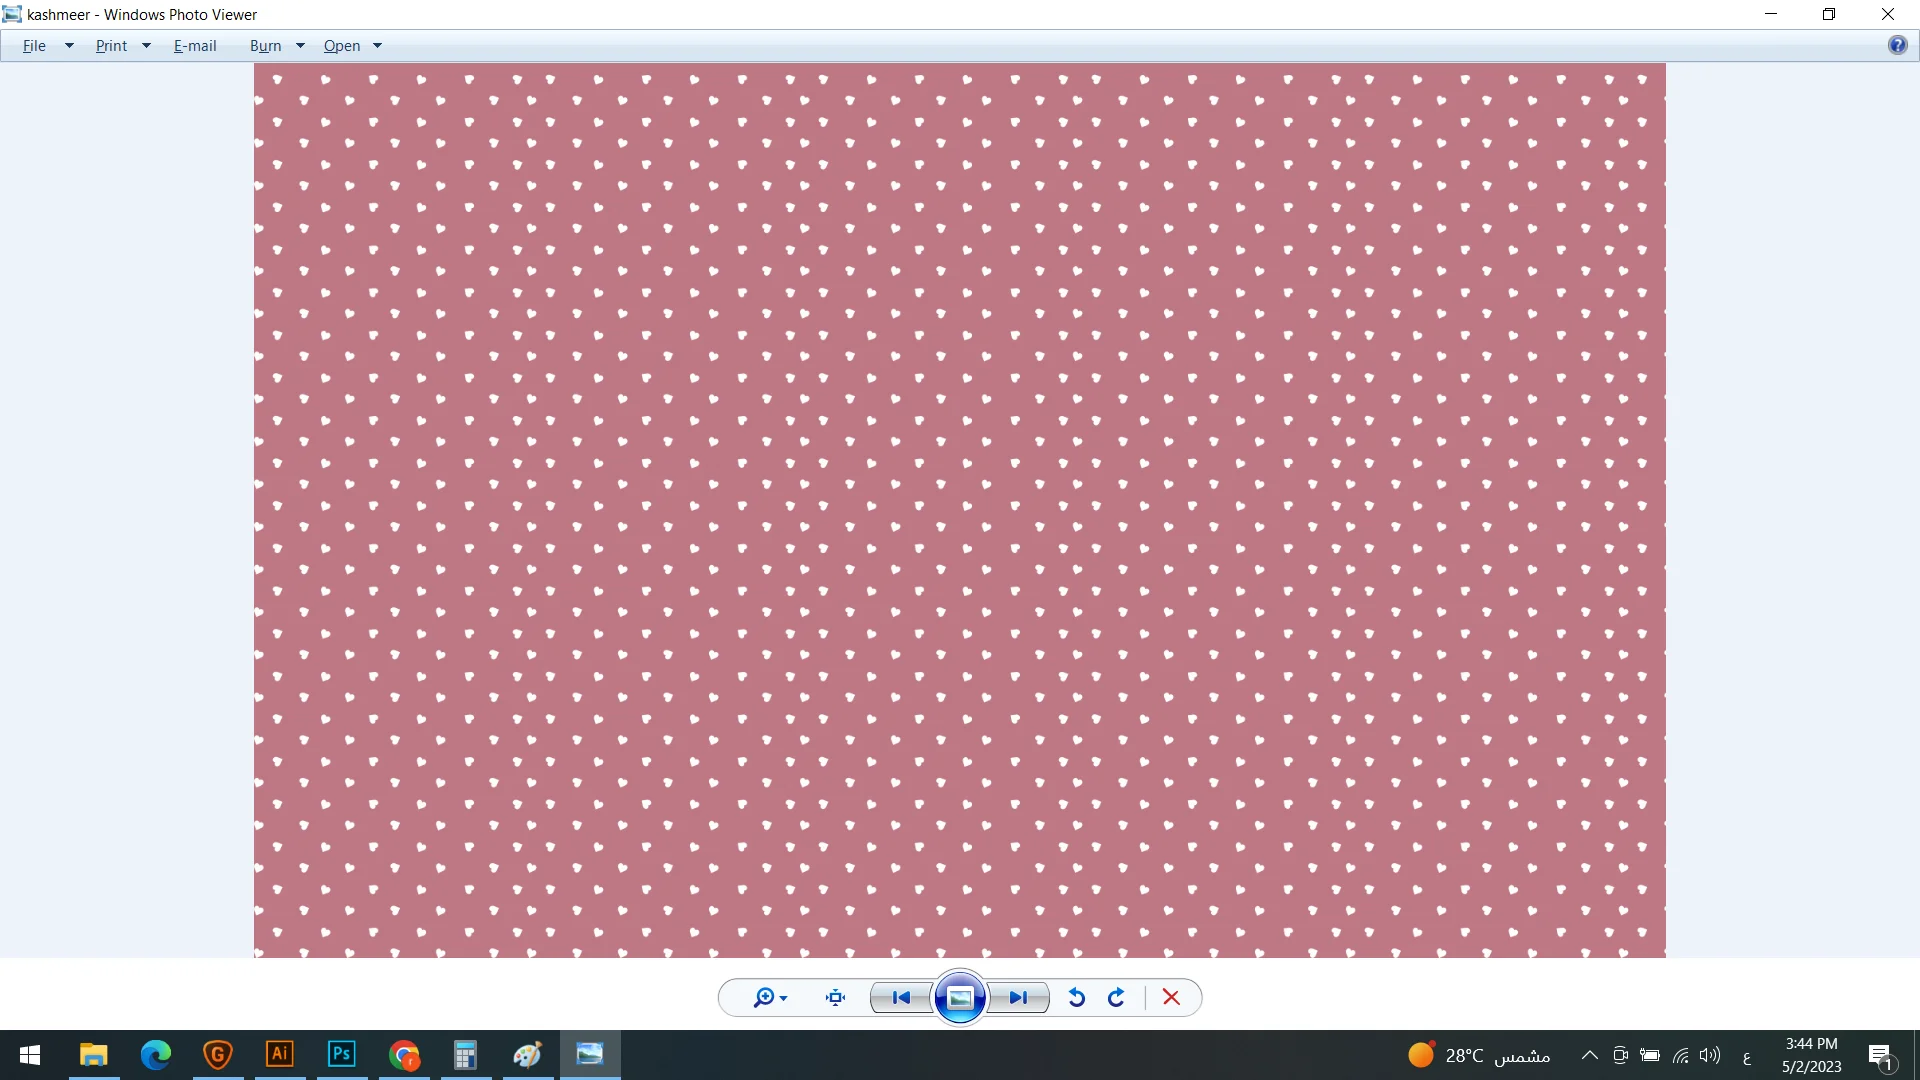 kashmeer - Windows Photo Viewer
File Print E-mail Burn Open
?
G Ai Ps r
28°C مشمس
ع
3:44 PM
5/2/2023
1